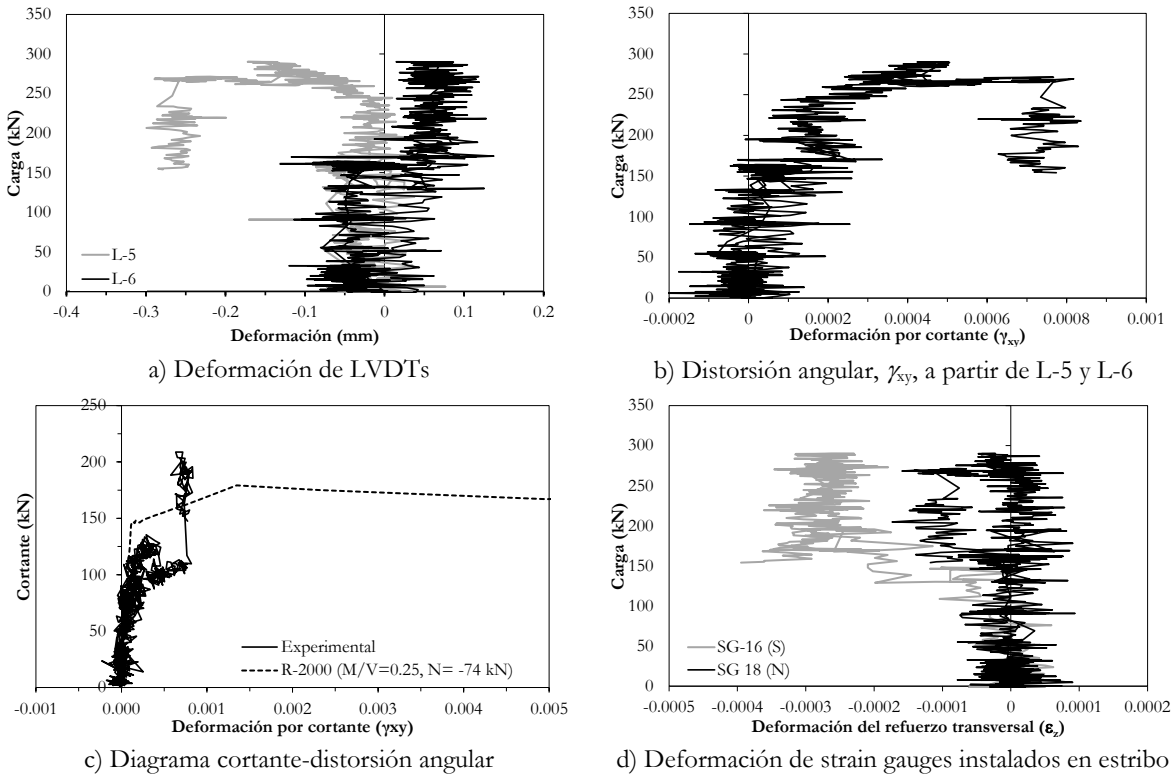 350
300
250
200
150
100
50
0
Carga (kN)
L-5
L-6
-0.4 -0.3 -0.2 -0.1 0 0.1 0.2
Deformación (mm)
a) Deformación de LVDTs
350
300
250
200
150
100
50
0
Carga (kN)
-0.0002 0 0.0002 0.0004 0.0006 0.0008 0.001
Deformación por cortante (γxy)
b) Distorsión angular, γxy, a partir de L-5 y L-6
250
200
150
100
50
0
Cortante (kN)
Experimental
R-2000 (M/V=0.25, N= -74 kN)
-0.001 0.000 0.001 0.002 0.003 0.004 0.005
Deformación por cortante (γxy)
c) Diagrama cortante-distorsión angular
350
300
250
200
150
100
50
0
Carga (kN)
SG-16 (S)
SG 18 (N)
-0.0005 -0.0004 -0.0003 -0.0002 -0.0001 0 0.0001 0.0002
Deformación del refuerzo transversal (εz)
d) Deformación de strain gauges instalados en estribo